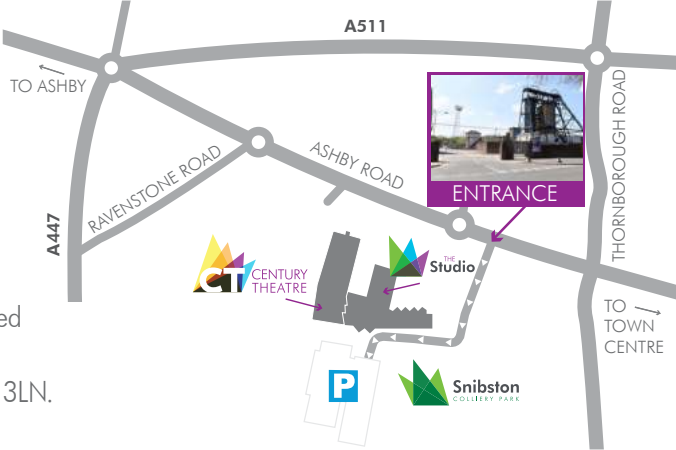 A511
TO ASHBY
THORNBOROUGH ROAD
ENTRANCE
ASHBY ROAD
RAVENSTONE ROAD
A447
CT CENTURY
THEATRE
THE
Studio
ed
TO
TOWN
CENTRE
P
Snibston
COLLIERY PARK
3LN.